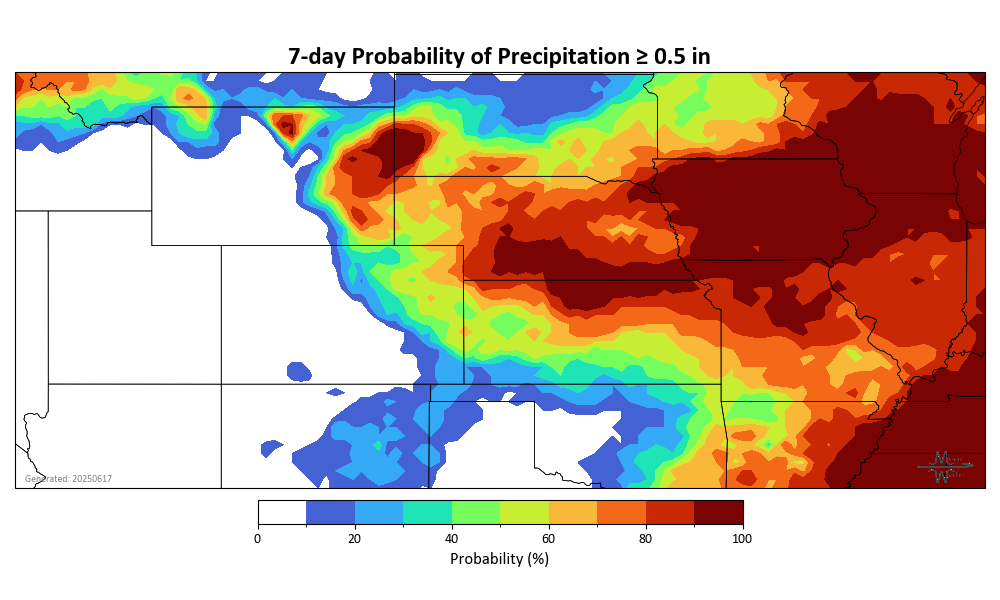 7-day Probability of Precipitation ≥ 0.5 in
Generated: 20250617
0 20 40 60 80 100
Probability (%)